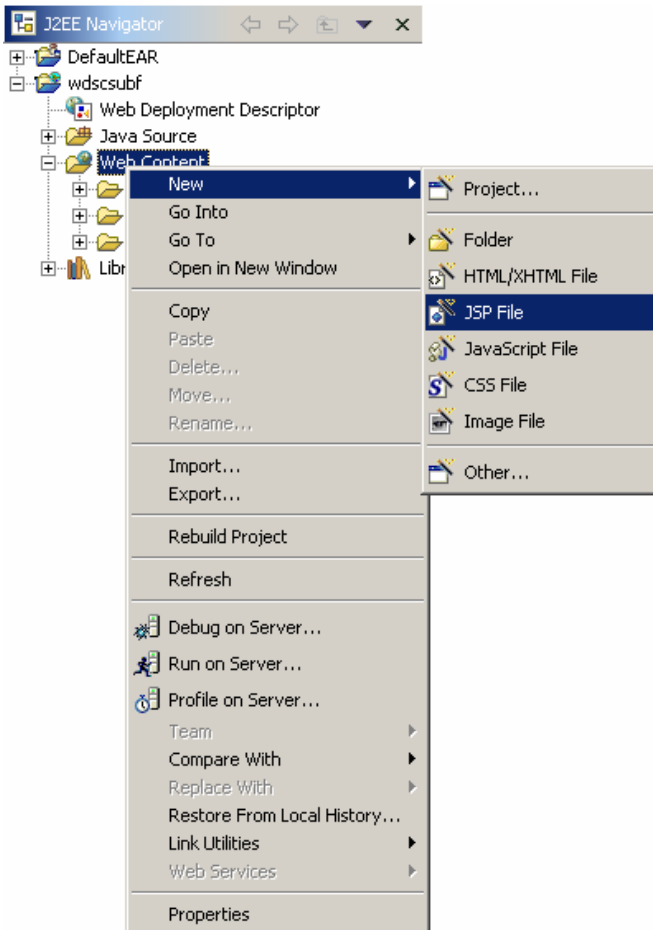 J2EE Navigator
DefaultEAR
wdscsubf
Web Deployment Descriptor
Java Source
Web Content
Libr
New
Go Into
Go To
Open in New Window
Copy
Paste
Delete...
Move...
Rename...
Import...
Export...
Rebuild Project
Refresh
Debug on Server...
Run on Server...
Profile on Server...
Team
Compare With
Replace With
Restore From Local History...
Link Utilities
Web Services
Properties
Project...
Folder
HTML/XHTML File
JSP File
JavaScript File
CSS File
Image File
Other...